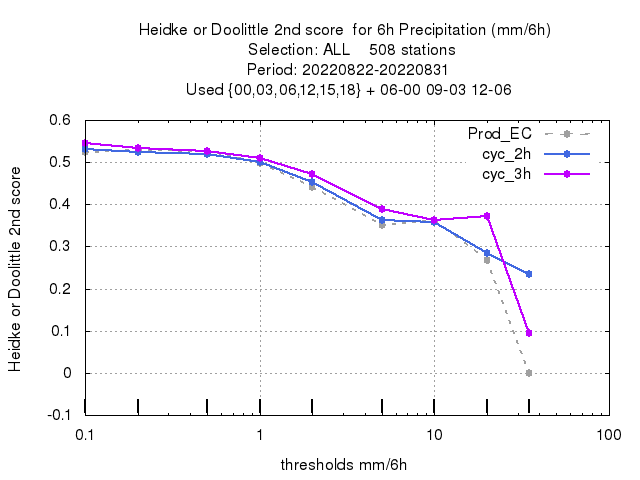 Heidke or Doolittle 2nd score  for 6h Precipitation (mm/6h)
Selection: ALL    508 stations
Period: 20220822-20220831
Used {00,03,06,12,15,18} + 06-00 09-03 12-06
Prod_EC
cyc_2h
cyc_3h
0.6
0.5
0.4
0.3
0.2
0.1
0
-0.1
Heidke or Doolittle 2nd score
0.1 1 10 100
thresholds mm/6h